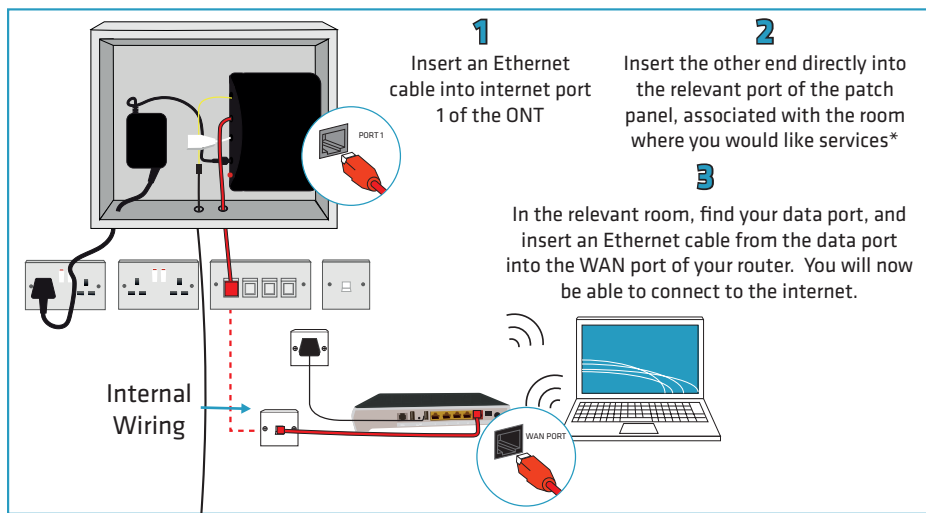 1
Insert an Ethernet
cable into internet port
1 of the ONT
2
Insert the other end directly into
the relevant port of the patch
panel, associated with the room
where you would like services*
3
In the relevant room, find your data port, and
insert an Ethernet cable from the data port
into the WAN port of your router.  You will now
be able to connect to the internet.
PORT 1
Internal
Wiring
WAN PORT